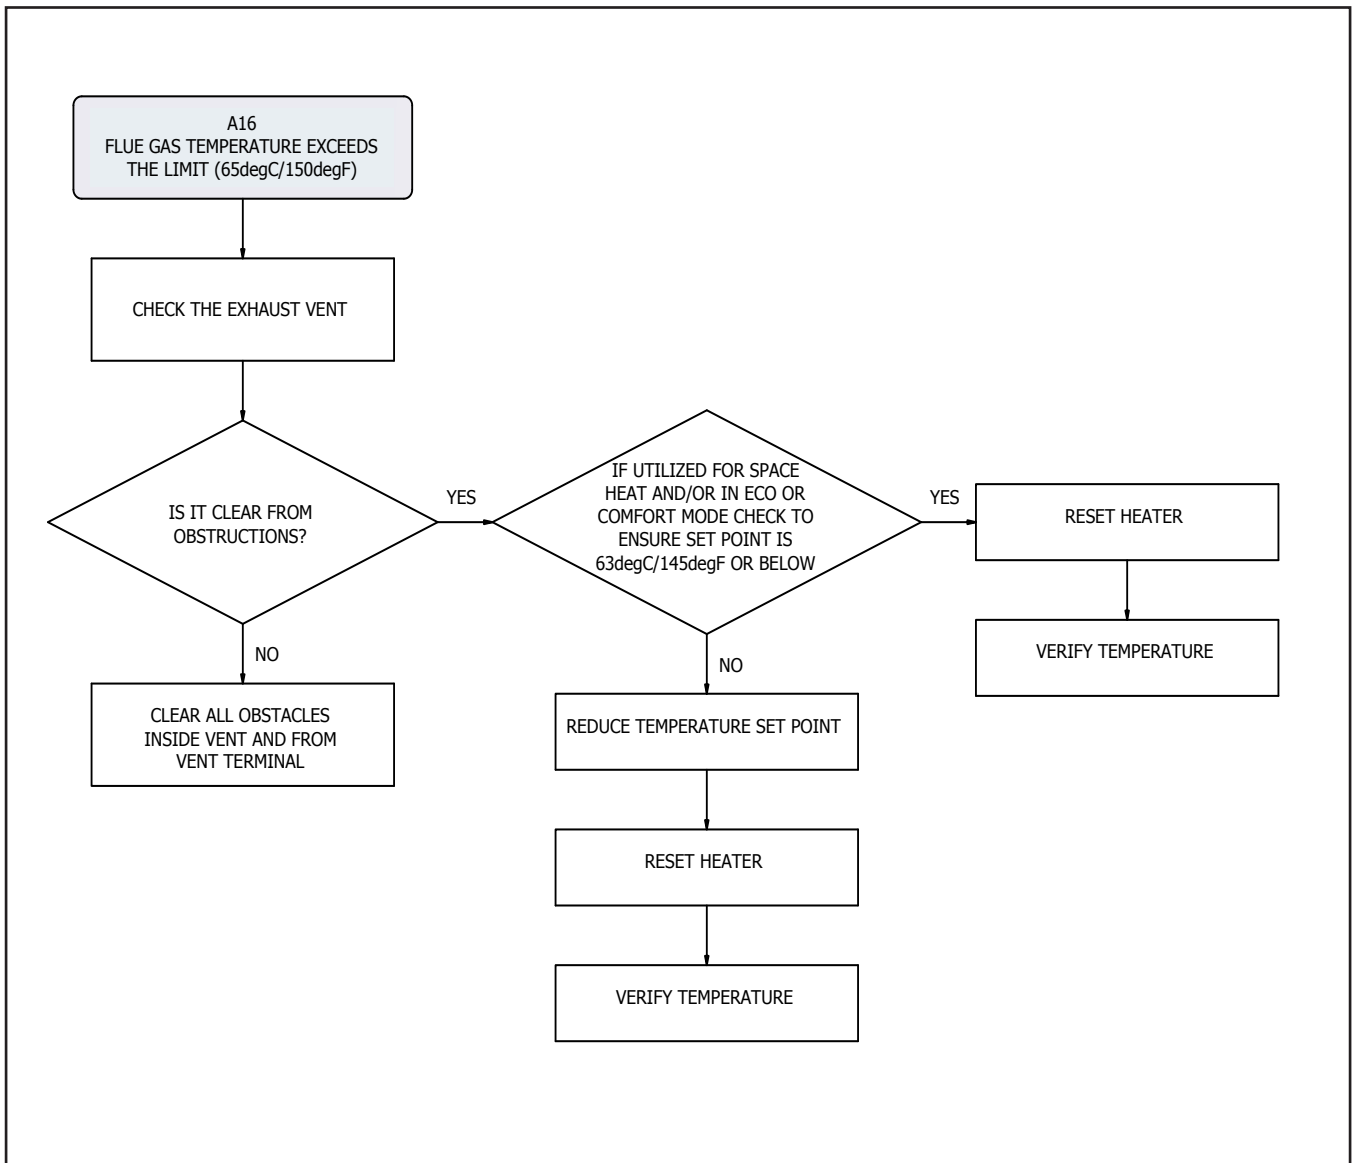 A16
FLUE GAS TEMPERATURE EXCEEDS
THE LIMIT (65degC/150degF)
CHECK THE EXHAUST VENT
IS IT CLEAR FROM
OBSTRUCTIONS?
YES
IF UTILIZED FOR SPACE
HEAT AND/OR IN ECO OR
COMFORT MODE CHECK TO
ENSURE SET POINT IS
63degC/145degF OR BELOW
YES
RESET HEATER
VERIFY TEMPERATURE
NO
CLEAR ALL OBSTACLES
INSIDE VENT AND FROM
VENT TERMINAL
NO
REDUCE TEMPERATURE SET POINT
RESET HEATER
VERIFY TEMPERATURE